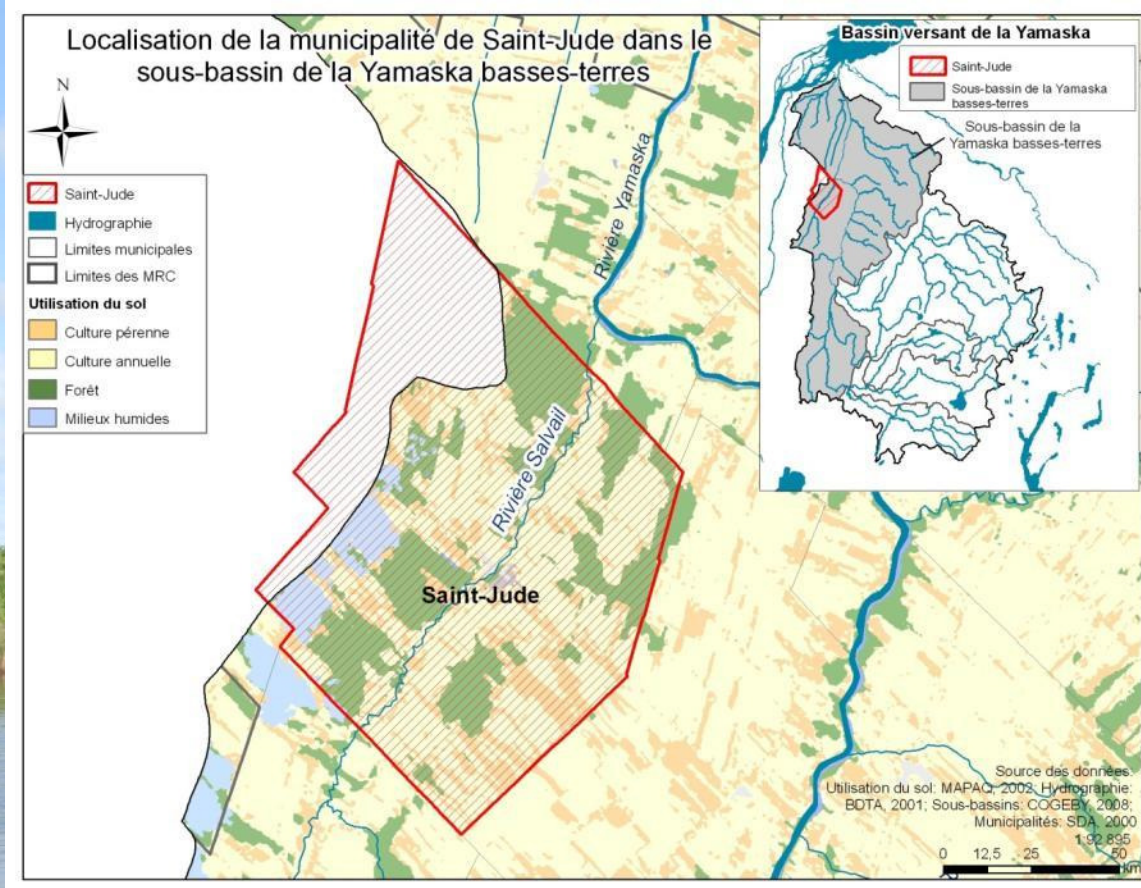 Localisation de la municipalité de Saint-Jude dans le
sous-bassin de la Yamaska basses-terres
N
Saint-Jude
Hydrographie
Limites municipales
Limites des MRC
Utilisation du sol
Culture pérenne
Culture annuelle
Forêt
Milieux humides
Bassin versant de la Yamaska
Saint-Jude
Sous-bassin de la Yamaska
basses-terres
Sous-bassin de la
Yamaska basses-terres
Rivière Yamaska
Rivière Salvail
Saint-Jude
Source des données:
Utilisation du sol: MAPAQ, 2002; Hydrographie:
BDTA, 2001; Sous-bassins: COGEBY, 2008;
Municipalités: SDA, 2000
1:92 895
0 12,5 25 50
km